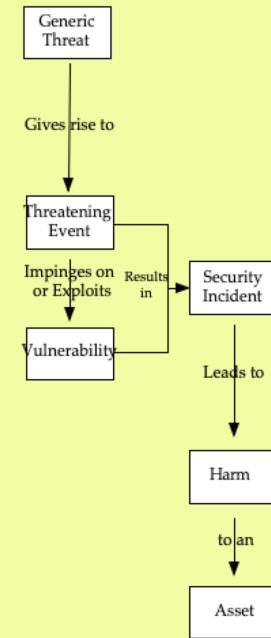 Generic
Threat
Gives rise to
Threatening
Event
Impinges on
or Exploits
Results
in
Security
Incident
Vulnerability
Leads to
Harm
to an
Asset